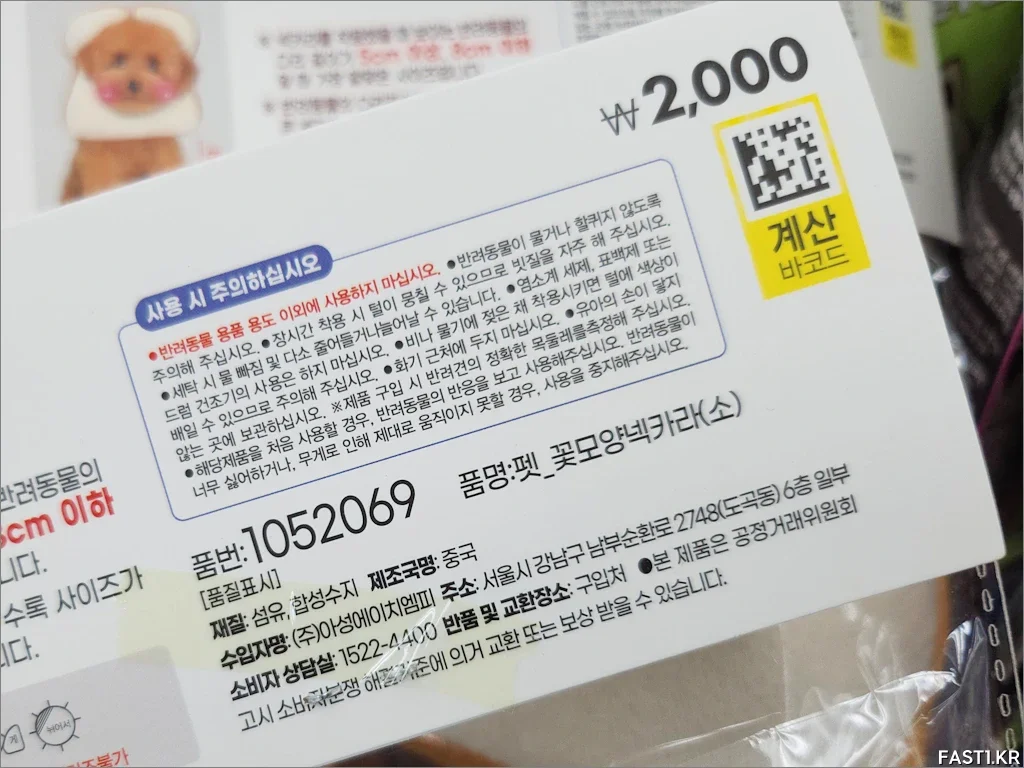 5cm 이하, 8cm 이하
₩2,000
계산
바코드
사용 시 주의하십시오
●반려동물 용품 용도 이외에 사용하지 마십시오. ●반려동물이 물거나 할퀴지 않도록
주의해 주십시오. ●장시간 착용 시 털이 뭉칠 수 있으므로 빗질을 자주 해 주십시오.
●세탁 시 물 빠짐 및 다소 줄어들거나늘어날 수 있습니다. ●염소계 세제, 표백제 또는
드럼 건조기의 사용은 하지 마십시오. ●비나 물기에 젖은 채 착용시키면 털에 색상이
배일 수 있으므로 주의해 주십시오. ●화기 근처에 두지 마십시오. ●유아의 손이 닿지
않는 곳에 보관하십시오. ※제품 구입 시 반려견의 정확한 목둘레를측정해 주십시오.
●해당제품을 처음 사용할 경우, 반려동물의 반응을 보고 사용해주십시오. 반려동물이
너무 싫어하거나, 무게로 인해 제대로 움직이지 못할 경우, 사용을 중지해주십시오.
반려동물의
5cm 이하
니다.
수록 사이즈가
니다.
품번:1052069
품명:펫_꽃모양넥카라(소)
[품질표시]
재질: 섬유, 합성수지 제조국명: 중국
수입자명: (주)아성에이치엠피 주소: 서울시 강남구 남부순환로 2748(도곡동) 6층 일부
소비자 상담실: 1522-4400 반품 및 교환장소: 구입처 ●본 제품은 공정거래위원회
고시 소비자분쟁 해결기준에 의거 교환 또는 보상 받을 수 있습니다.
뉘어서
FAST1.KR